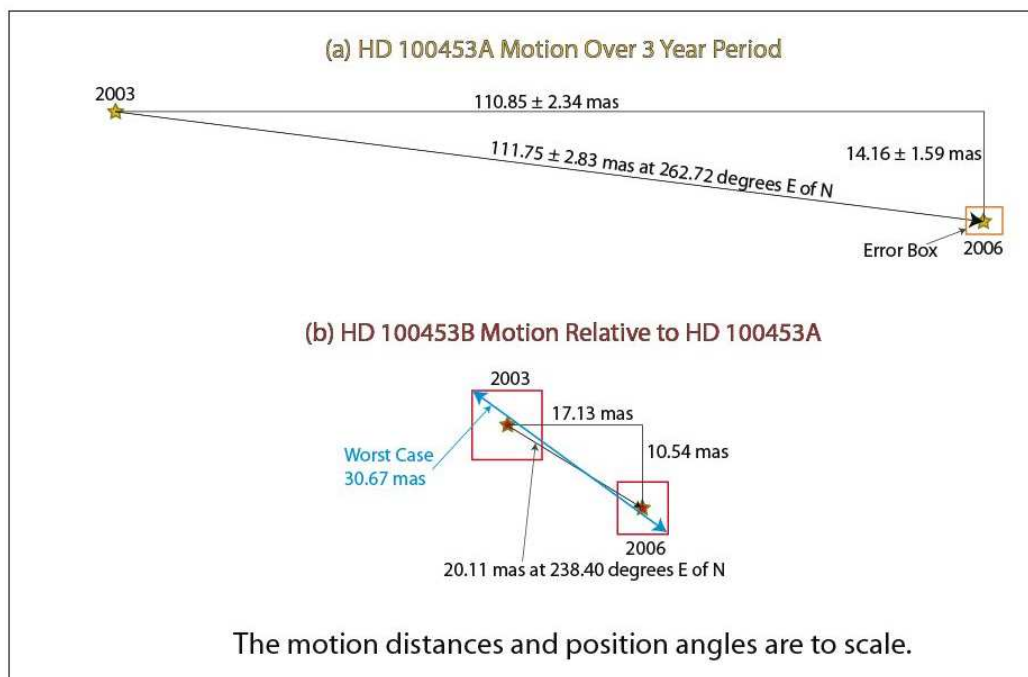 (a) HD 100453A Motion Over 3 Year Period
2003
110.85 ± 2.34 mas
111.75 ± 2.83 mas at 262.72 degrees E of N
14.16 ± 1.59 mas
Error Box
2006
(b) HD 100453B Motion Relative to HD 100453A
2003
17.13 mas
Worst Case
30.67 mas
10.54 mas
2006
20.11 mas at 238.40 degrees E of N
The motion distances and position angles are to scale.